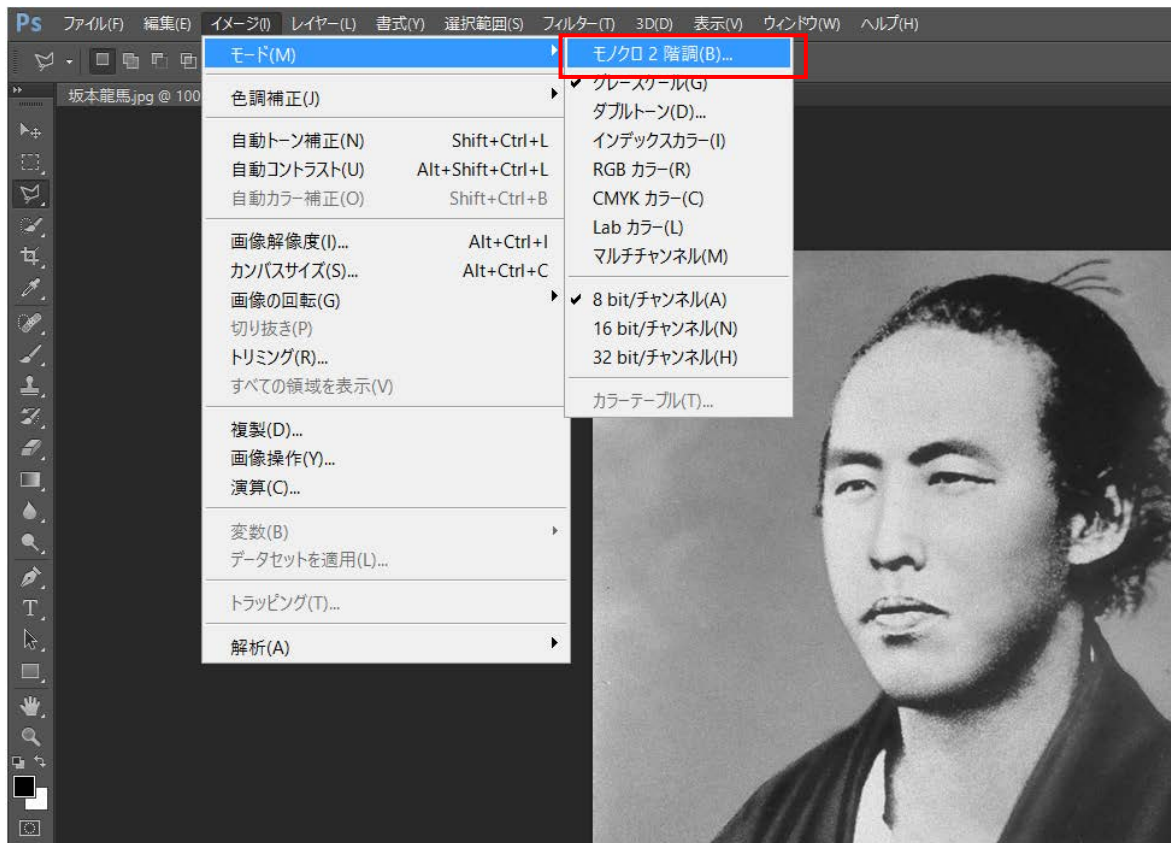 Ps ファイル(F) 編集(E) イメージ(I) レイヤー(L) 書式(Y) 選択範囲(S) フィルター(T) 3D(D) 表示(V) ウィンドウ(W) ヘルプ(H)
坂本龍馬.jpg @ 100
モード(M)
色調補正(J)
自動トーン補正(N) Shift+Ctrl+L
自動コントラスト(U) Alt+Shift+Ctrl+L
自動カラー補正(O) Shift+Ctrl+B
画像解像度(I)... Alt+Ctrl+I
カンバスサイズ(S)... Alt+Ctrl+C
画像の回転(G)
切り抜き(P)
トリミング(R)...
すべての領域を表示(V)
複製(D)...
画像操作(Y)...
演算(C)...
変数(B)
データセットを適用(L)...
トラッピング(T)...
解析(A)
モノクロ 2 階調(B)...
グレースケール(G)
ダブルトーン(D)...
インデックスカラー(I)
RGB カラー(R)
CMYK カラー(C)
Lab カラー(L)
マルチチャンネル(M)
8 bit/チャンネル(A)
16 bit/チャンネル(N)
32 bit/チャンネル(H)
カラーテーブル(T)...
T